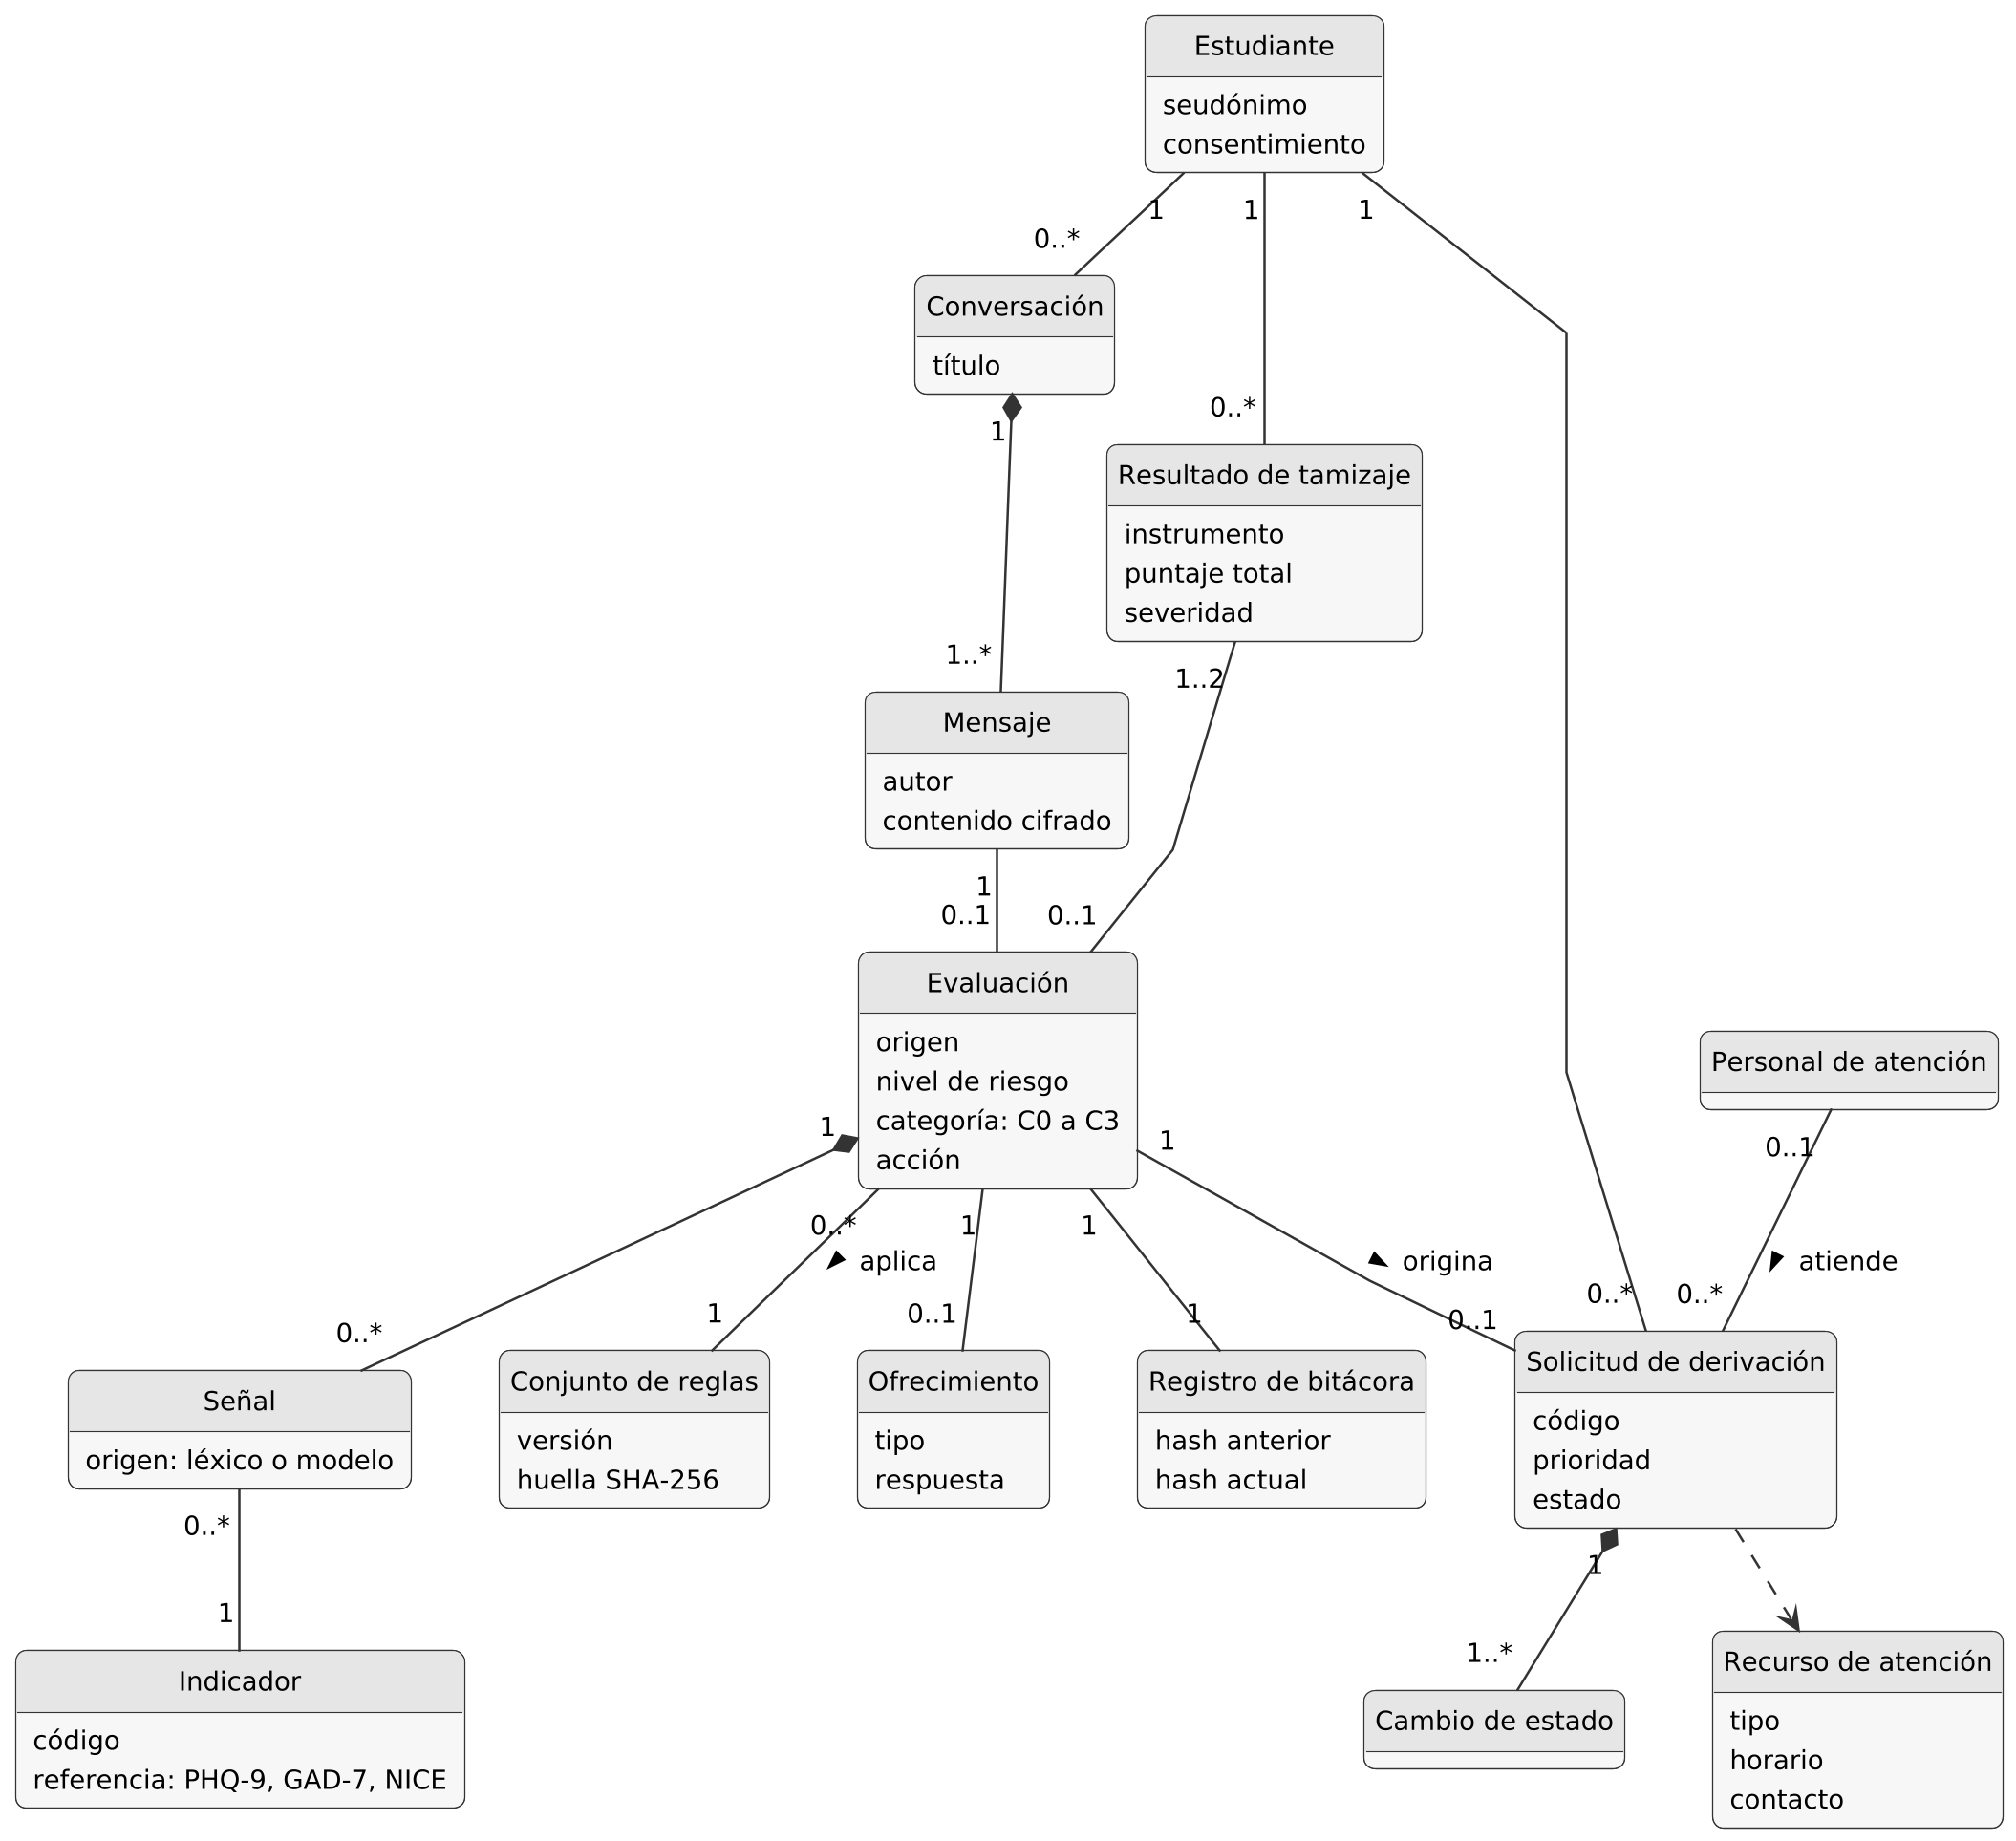 Estudiante
seudónimo
consentimiento
1
1
1
0..*
Conversación
título
1
0..*
Resultado de tamizaje
instrumento
puntaje total
severidad
1..*
1..2
Mensaje
autor
contenido cifrado
1
0..1
0..1
Evaluación
origen
nivel de riesgo
categoría: C0 a C3
acción
Personal de atención
1
1
0..1
0..*
1
1
aplica
origina
atiende
0..*
0..*
0..*
1
0..1
1
0..1
Señal
origen: léxico o modelo
Conjunto de reglas
versión
huella SHA-256
Ofrecimiento
tipo
respuesta
Registro de bitácora
hash anterior
hash actual
Solicitud de derivación
código
prioridad
estado
0..*
1
1
1..*
Indicador
código
referencia: PHQ-9, GAD-7, NICE
Cambio de estado
Recurso de atención
tipo
horario
contacto